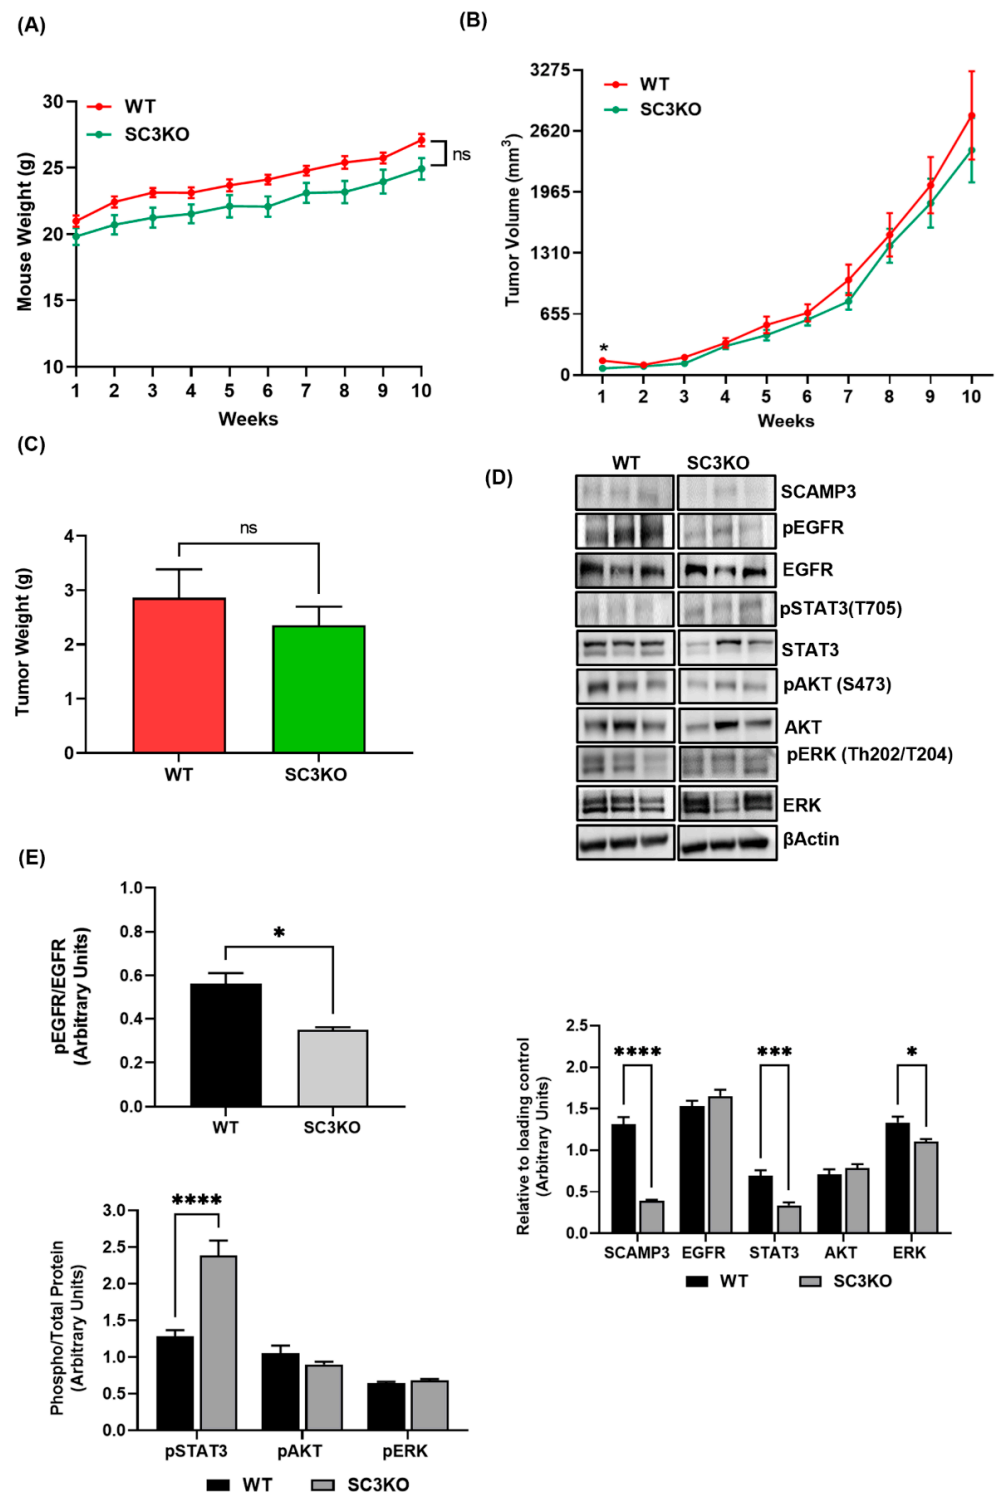 (A)
Mouse Weight (g)
30
25
20
15
10
WT
SC3KO
ns
1 2 3 4 5 6 7 8 9 10
Weeks
(B)
Tumor Volume (mm³)
3275
2620
1965
1310
655
0
WT
SC3KO
*
1 2 3 4 5 6 7 8 9 10
Weeks
(C)
Tumor Weight (g)
4
3
2
1
0
ns
WT SC3KO
(D)
WT SC3KO
SCAMP3
pEGFR
EGFR
pSTAT3(T705)
STAT3
pAKT (S473)
AKT
pERK (Th202/T204)
ERK
βActin
(E)
pEGFR/EGFR
(Arbitrary Units)
1.0
0.8
0.6
0.4
0.2
0.0
*
WT SC3KO
Relative to loading control
(Arbitrary Units)
2.5
2.0
1.5
1.0
0.5
0.0
**** *** *
SCAMP3 EGFR STAT3 AKT ERK
WT SC3KO
Phospho/Total Protein
(Arbitrary Units)
3.0
2.5
2.0
1.5
1.0
0.5
0.0
****
pSTAT3 pAKT pERK
WT SC3KO